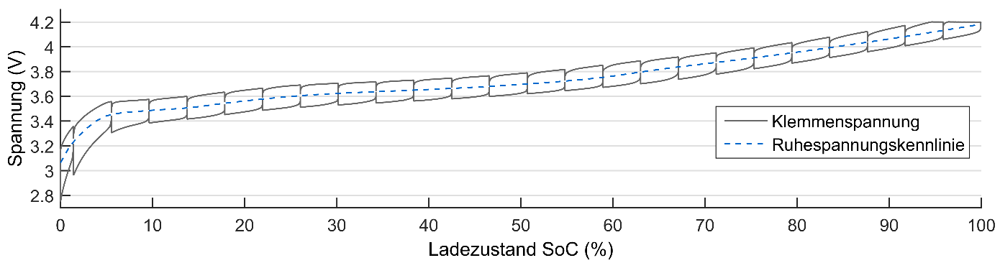 Spannung (V)
4.2
4
3.8
3.6
3.4
3.2
3
2.8
Klemmenspannung
Ruhespannungskennlinie
0 10 20 30 40 50 60 70 80 90 100
Ladezustand SoC (%)